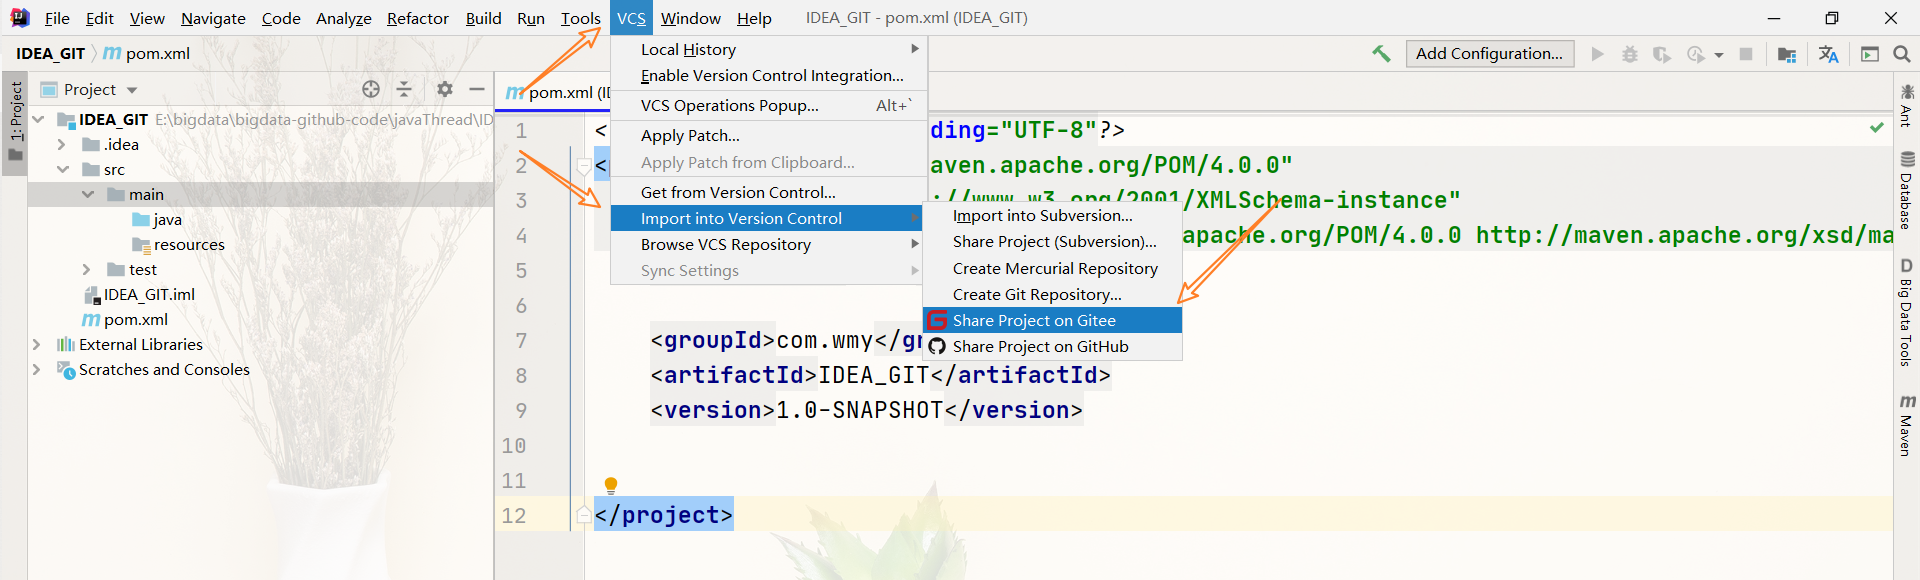 File Edit View Navigate Code Analyze Refactor Build Run Tools VCS Window Help IDEA_GIT - pom.xml (IDEA_GIT)
IDEA_GIT m pom.xml
Add Configuration...
1: Project
Project
IDEA_GIT E:\bigdata\bigdata-github-code\javaThread\ID
.idea
src
main
java
resources
test
IDEA_GIT.iml
m pom.xml
External Libraries
Scratches and Consoles
Local History
Enable Version Control Integration...
VCS Operations Popup... Alt+`
Apply Patch...
Apply Patch from Clipboard...
Get from Version Control...
Import into Version Control
Browse VCS Repository
Sync Settings
Import into Subversion...
Share Project (Subversion)...
Create Mercurial Repository
Create Git Repository...
Share Project on Gitee
Share Project on GitHub
m pom.xml (I
1 < ding="UTF-8"?>
2 < aven.apache.org/POM/4.0.0"
3 ://www.w3.org/2001/XMLSchema-instance"
4 apache.org/POM/4.0.0 http://maven.apache.org/xsd/ma
5
6
7 <groupId>com.wmy</gr
8 <artifactId>IDEA_GIT</artifactId>
9 <version>1.0-SNAPSHOT</version>
10
11
12 </project>
Ant
Database
D Big Data Tools
m Maven